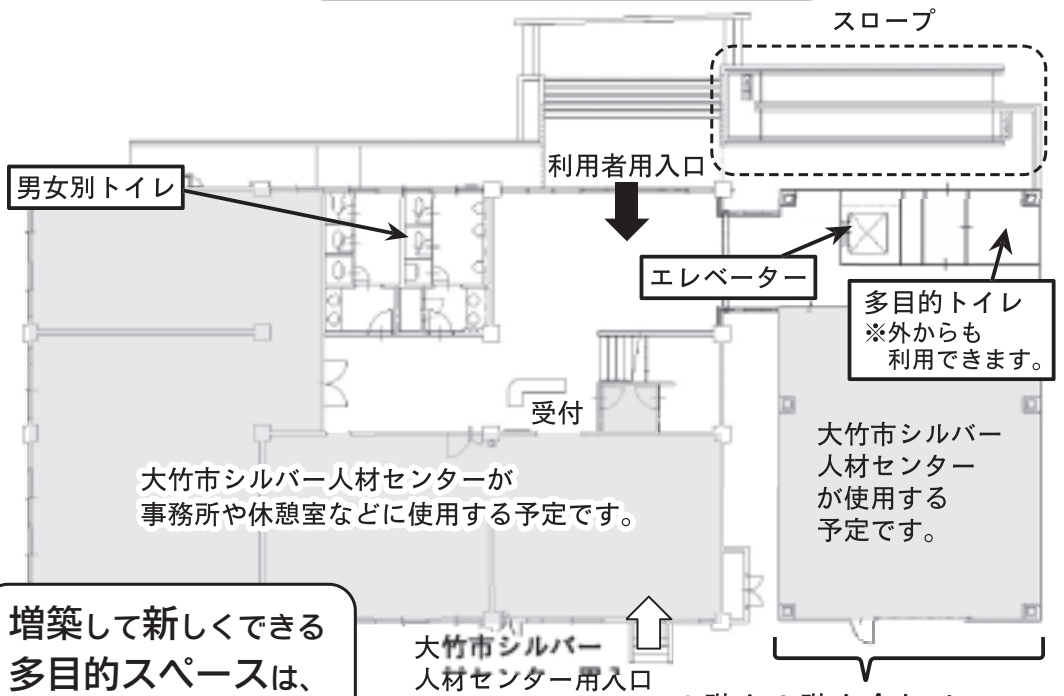 スロープ
利用者用入口
男女別トイレ
エレベーター
多目的トイレ
※外からも
利用できます。
受付
大竹市シルバー
人材センター
が使用する
予定です。
大竹市シルバー人材センターが
事務所や休憩室などに使用する予定です。
増築して新しくできる
多目的スペースは、
大竹市シルバー
人材センター用入口